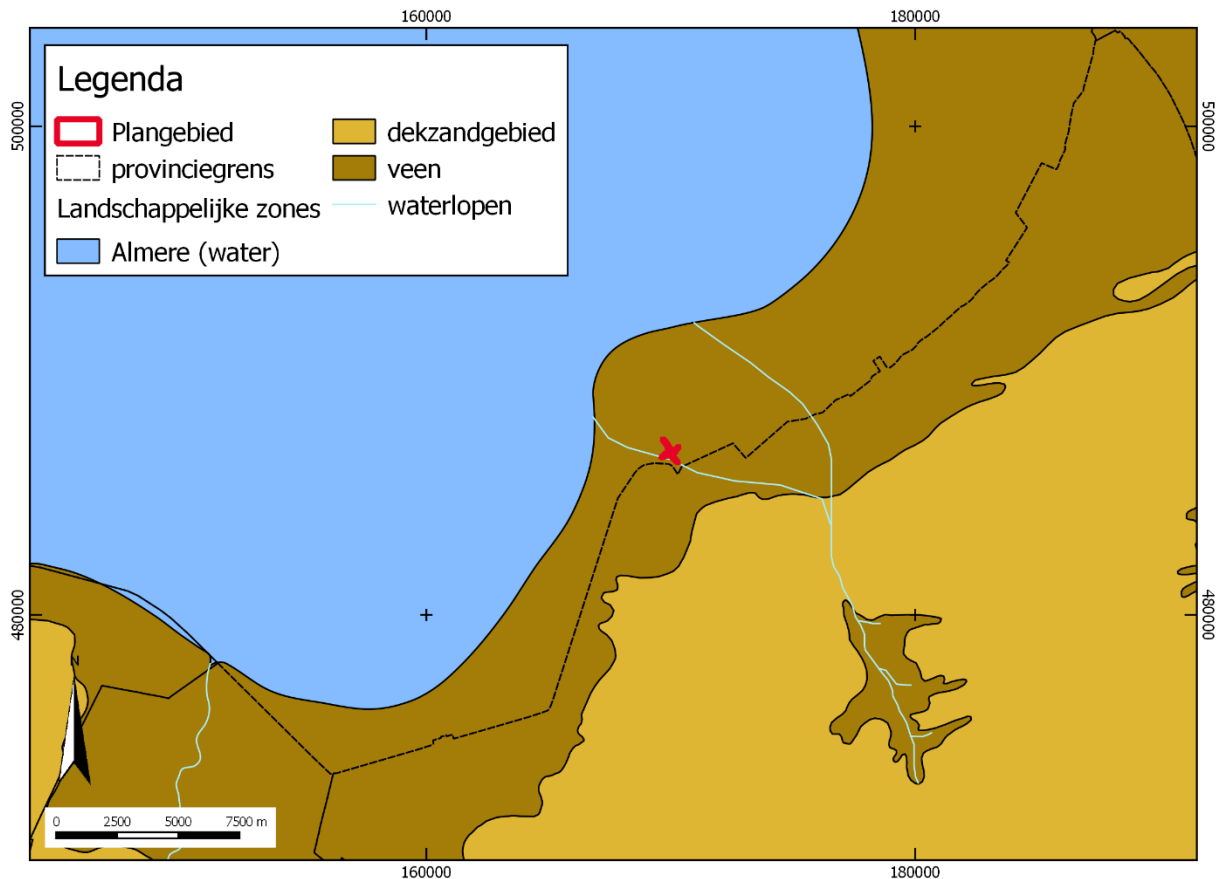 160000
180000
500000
500000
Legenda
Plangebied
provinciegrens
Landschappelijke zones
Almere (water)
dekzandgebied
veen
waterlopen
480000
480000
N
0 2500 5000 7500 m
160000
180000